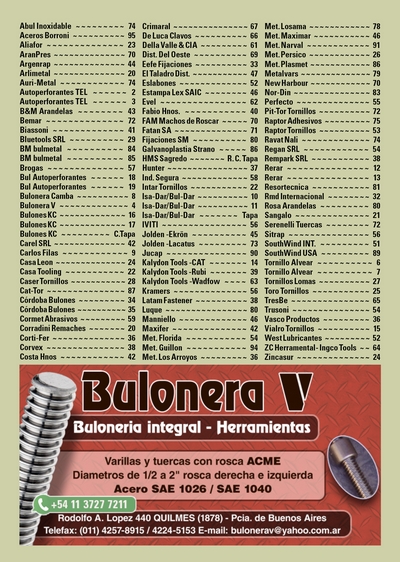 Abul Inoxidable 74
Aceros Borroni 95
Aliafor 23
AranPres 70
Argenrap 44
Arlimetal 20
Auri-Metal 74
Autoperforantes TEL 2
Autoperforantes TEL 3
B&M Arandelas 43
Bemar 72
Biassoni 41
Bluetools SRL 29
BM bulmetal 84
BM bulmetal 85
Brogas 57
Bul Autoperforantes 18
Bul Autoperforantes 19
Bulonera Camba 8
Bulonera V 4
Bulones KC 16
Bulones KC 17
Bulones KC C.Tapa
Carel SRL 42
Carlos Filas 9
Casa Leon 24
Casa Tooling 22
Caser Tornillos 28
Cat-Tor 87
Córdoba Bulones 34
Córdoba Bulones 35
Cormet Abrasivos 59
Corradini Remaches 20
Corti-Fer 36
Corvex 38
Costa Hnos 42
Crimaral 67
De Luca Clavos 66
Della Valle & CIA 61
Dist. Del Oeste 69
Eefe Fijaciones 33
El Taladro Dist. 47
Eslabones 52
Estampa Lex SAIC 46
Evel 62
Fabio Hnos. 40
FAM Machos de Roscar 70
Fatan SA 71
Fijaciones SM 80
Galvanoplastia Strano 86
HMS Sagredo R. C. Tapa
Hunter 37
Ind. Segura 58
Intar Tornillos 22
Isa-Dar/Bul-Dar 10
Isa-Dar/Bul-Dar 11
Isa-Dar/Bul-Dar Tapa
IVITI 56
Jolden -Ekrön 45
Jolden -Lacatus 73
Jucap 90
Kalydon Tools -CAT 14
Kalydon Tools -Rubi 39
Kalydon Tools -Wadfow 63
Kramers 56
Latam Fastener 38
Luque 80
Manniello 46
Maxifer 42
Met. Florida 54
Met. Guillon 94
Met. Los Arroyos 36
Met. Losama 78
Met. Maximar 46
Met. Narval 91
Met. Persico 26
Met. Plasmet 86
Metalvars 79
New Harbour 70
Nor-Din 83
Perfecto 55
Pit-Tor Tornillos 72
Raptor Adhesivos 75
Raptor Tornillos 53
Ravat Nali 74
Regan SRL 54
Rempark SRL 38
Rerar 12
Rerar 13
Resortecnica 81
Rmd Internacional 32
Rosa Arandelas 80
Sangalo 21
Serenelli Tuercas 72
Sitrap 56
SouthWind INT. 51
SouthWind USA 89
Tornillo Alvear 6
Tornillo Alvear 7
Tornillos Lomas 27
Toro Tornillos 25
TresBe 65
Trusoni 54
Vasco Productos 36
Vialro Tornillos 15
West Lubricantes 52
ZC Herramental- Ingco Tools 64
Zincasur 24
Bulonera V
Buloneria integral - Herramientas
Varillas y tuercas con rosca ACME
Diametros de 1/2 a 2" rosca derecha e izquierda
Acero SAE 1026 / SAE 1040
+54 11 3727 7211
Rodolfo A. Lopez 440 QUILMES (1878) - Pcia. de Buenos Aires
Telefax: (011) 4257-8915 / 4224-5153 E-mail: bulonerav@yahoo.com.ar